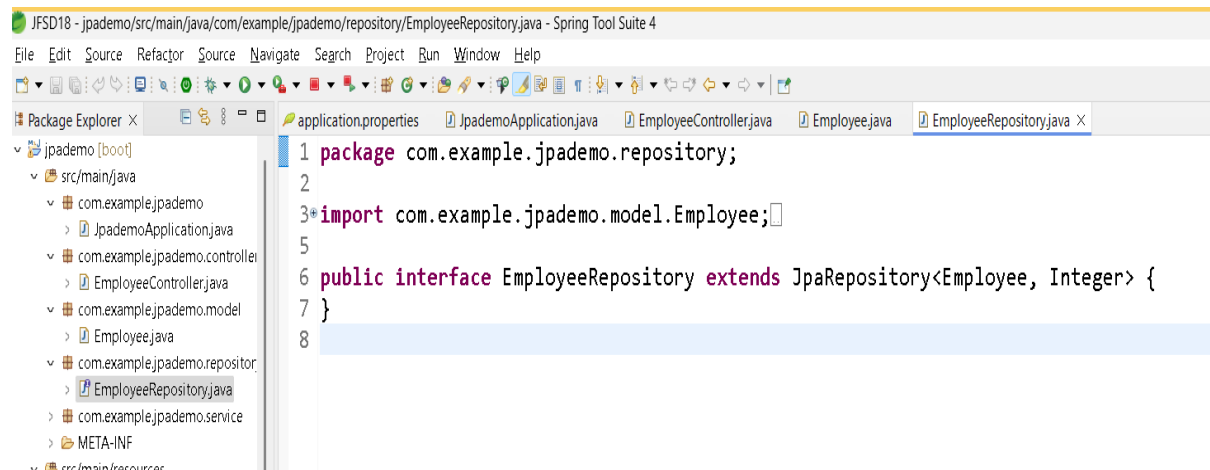 JFSD18 - jpademo/src/main/java/com/example/jpademo/repository/EmployeeRepository.java - Spring Tool Suite 4
File Edit Source Refactor Source Navigate Search Project Run Window Help
Package Explorer
application.properties JpademoApplication.java EmployeeController.java Employee.java EmployeeRepository.java
jpademo [boot]
src/main/java
com.example.jpademo
JpademoApplication.java
com.example.jpademo.controller
EmployeeController.java
com.example.jpademo.model
Employee.java
com.example.jpademo.repositor
EmployeeRepository.java
com.example.jpademo.service
META-INF
src/main/resources
1 package com.example.jpademo.repository;
2
3 import com.example.jpademo.model.Employee;
5
6 public interface EmployeeRepository extends JpaRepository<Employee, Integer> {
7 }
8